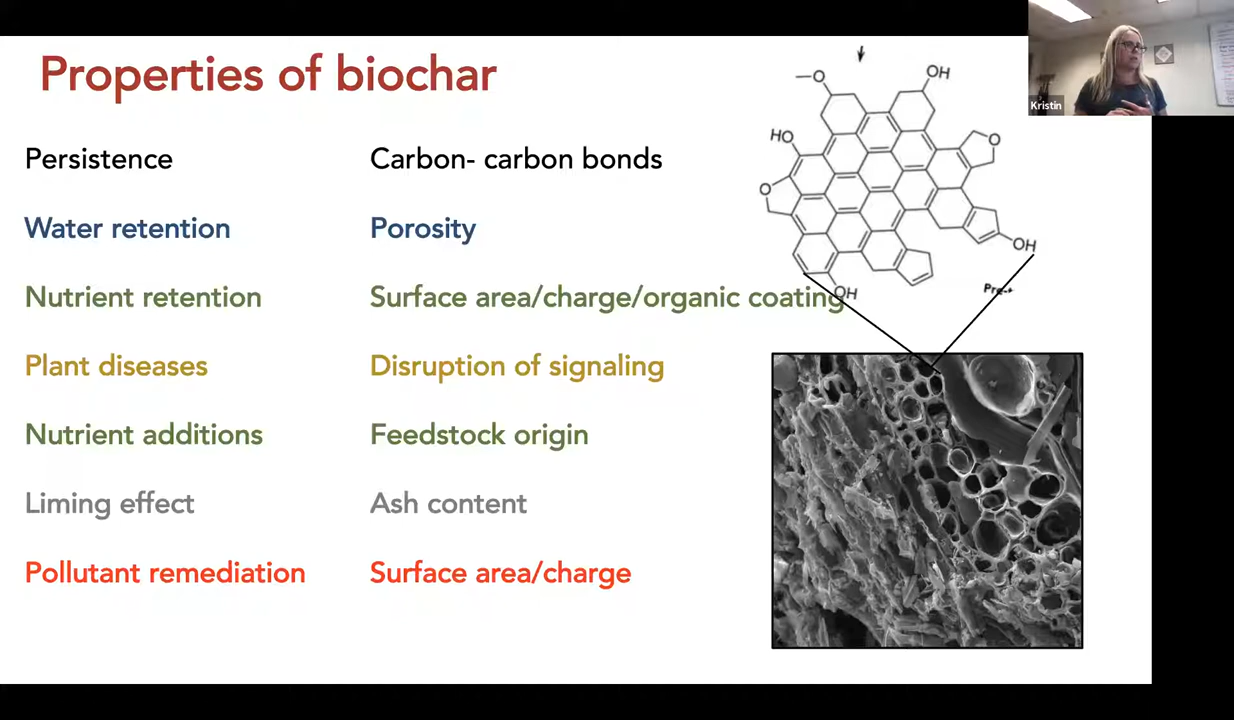 Properties of biochar
Persistence Carbon- carbon bonds
Water retention Porosity
Nutrient retention Surface area/charge/organic coating
Plant diseases Disruption of signaling
Nutrient additions Feedstock origin
Liming effect Ash content
Pollutant remediation Surface area/charge
O
OH
HO
O
O
OH
OH
Kristin